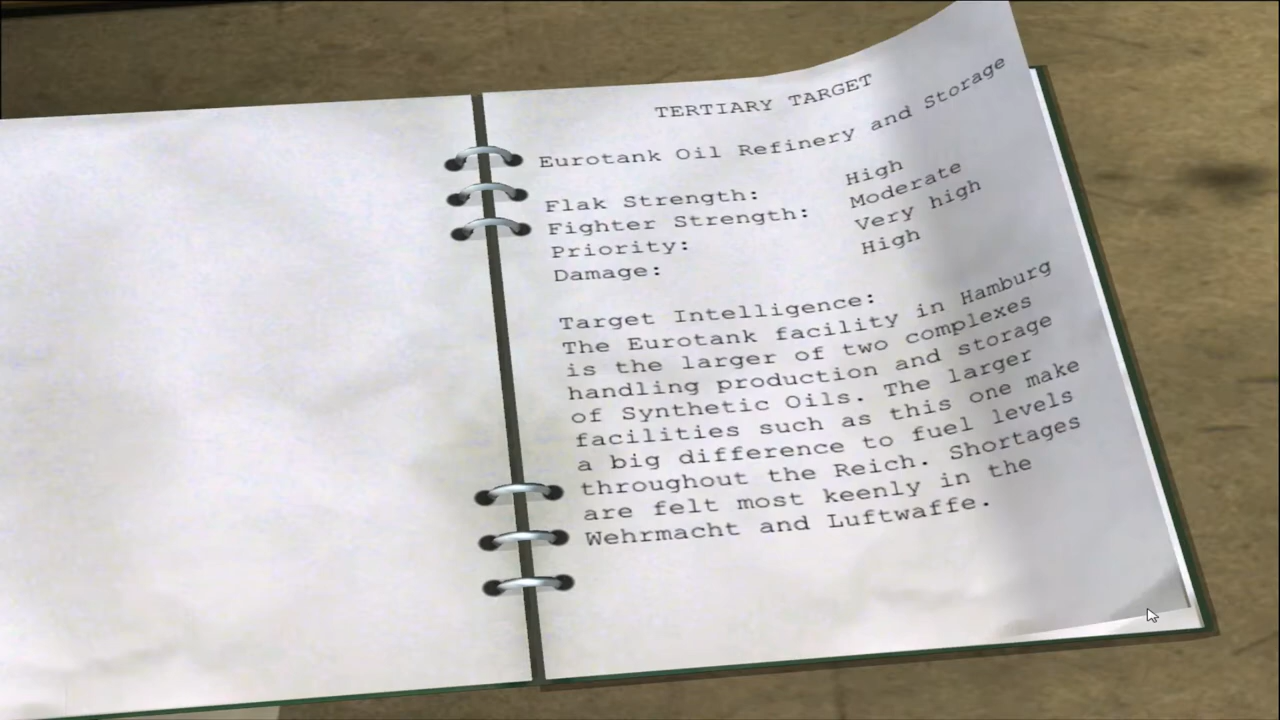 TERTIARY TARGET
Eurotank Oil Refinery and Storage
Flak Strength: High
Fighter Strength: Moderate
Priority: Very high
Damage: High
Target Intelligence:
The Eurotank facility in Hamburg
is the larger of two complexes
handling production and storage
of Synthetic Oils. The larger
facilities such as this one make
a big difference to fuel levels
throughout the Reich. Shortages
are felt most keenly in the
Wehrmacht and Luftwaffe.